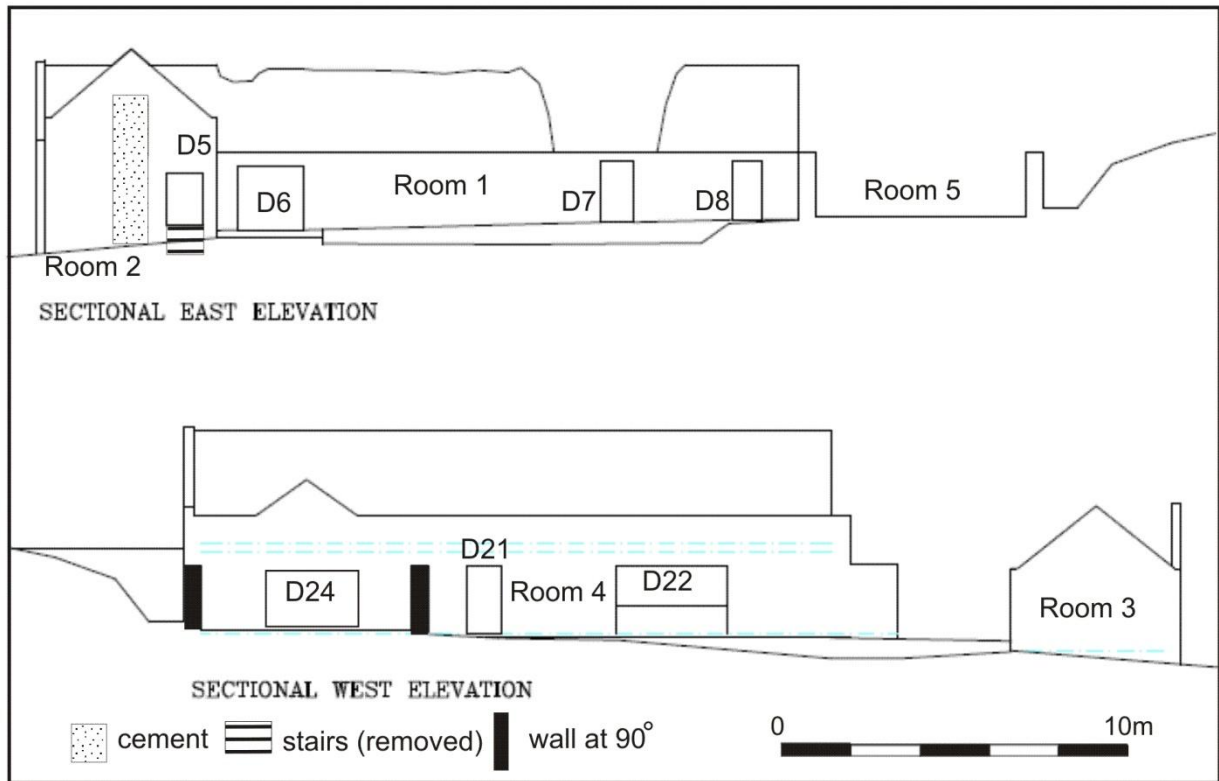 D5
D6
Room 1
D7
D8
Room 5
Room 2
SECTIONAL EAST ELEVATION
D21
D24
Room 4
D22
Room 3
SECTIONAL WEST ELEVATION
cement
stairs (removed)
wall at 90°
0
10m